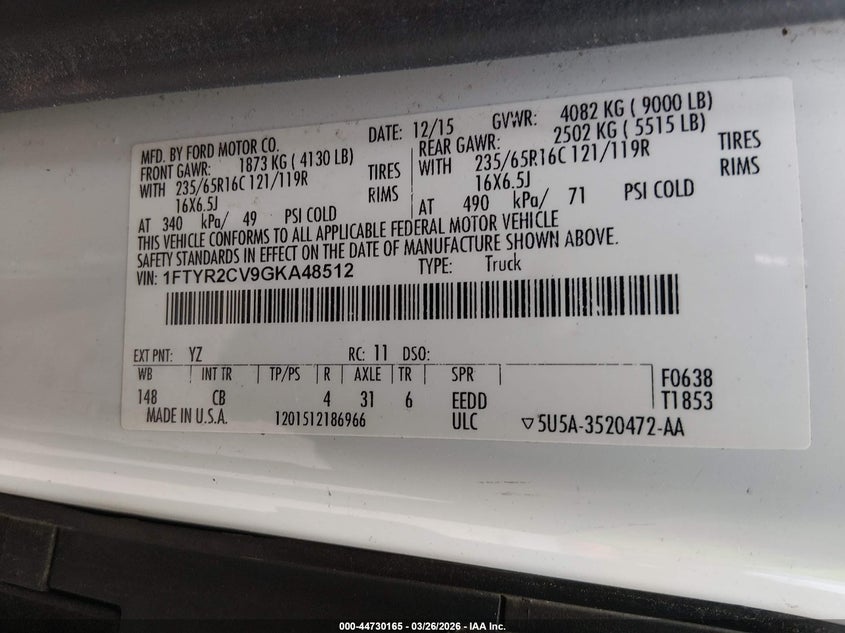 MFD. BY FORD MOTOR CO. DATE: 12/15 GVWR: 4082 KG ( 9000 LB)
FRONT GAWR: 1873 KG ( 4130 LB) REAR GAWR: 2502 KG ( 5515 LB)
WITH 235/65R16C 121/119R TIRES WITH 235/65R16C 121/119R TIRES
16X6.5J RIMS 16X6.5J RIMS
AT 340 kPa/ 49 PSI COLD AT 490 kPa/ 71 PSI COLD
THIS VEHICLE CONFORMS TO ALL APPLICABLE FEDERAL MOTOR VEHICLE
SAFETY STANDARDS IN EFFECT ON THE DATE OF MANUFACTURE SHOWN ABOVE.
VIN: 1FTYR2CV9GKA48512 TYPE: Truck
EXT PNT: YZ RC: 11 DSO:
WB INT TR TP/PS R AXLE TR SPR F0638
148 CB 4 31 6 EEDD T1853
MADE IN U.S.A. 1201512186966 ULC ▽5U5A-3520472-AA
000-44730165 - 03/26/2026 - IAA Inc.